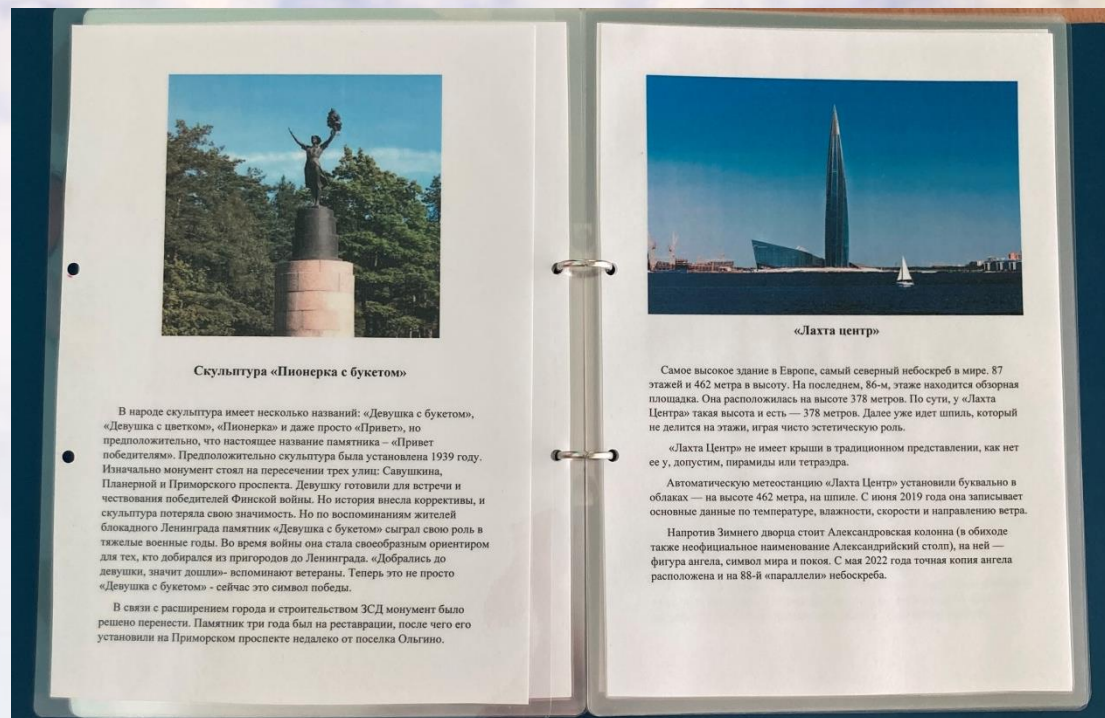 Скульптура «Пионерка с букетом»
В народе скульптура имеет несколько названий: «Девушка с букетом»,
«Девушка с цветком», «Пионерка» и даже просто «Привет», но
предположительно, что настоящее название памятника – «Привет
победителям». Предположительно скульптура была установлена 1939 году.
Изначально монумент стоял на пересечении трех улиц: Савушкина,
Планерной и Приморского проспекта. Девушку готовили для встречи и
чествования победителей Финской войны. Но история внесла коррективы, и
скульптура потеряла свою значимость. Но по воспоминаниям жителей
блокадного Ленинграда памятник «Девушка с букетом» сыграл свою роль в
тяжелые военные годы. Во время войны она стала своеобразным ориентиром
для тех, кто добирался из пригородов до Ленинграда. «Добрались до
девушки, значит дошли»- вспоминают ветераны. Теперь это не просто
«Девушка с букетом» - сейчас это символ победы.
В связи с расширением города и строительством ЗСД монумент было
решено перенести. Памятник три года был на реставрации, после чего его
установили на Приморском проспекте недалеко от поселка Ольгино.
«Лахта центр»
Самое высокое здание в Европе, самый северный небоскреб в мире. 87
этажей и 462 метра в высоту. На последнем, 86-м, этаже находится обзорная
площадка. Она расположилась на высоте 378 метров. По сути, у «Лахта
Центра» такая высота и есть — 378 метров. Далее уже идет шпиль, который
не делится на этажи, играя чисто эстетическую роль.
«Лахта Центр» не имеет крыши в традиционном представлении, как нет
ее у, допустим, пирамиды или тетраэдра.
Автоматическую метеостанцию «Лахта Центр» установили буквально в
облаках — на высоте 462 метра, на шпиле. С июня 2019 года она записывает
основные данные по температуре, влажности, скорости и направлению ветра.
Напротив Зимнего дворца стоит Александровская колонна (в обиходе
также неофициальное наименование Александрийский столп), на ней —
фигура ангела, символ мира и покоя. С мая 2022 года точная копия ангела
расположена и на 88-й «параллели» небоскреба.